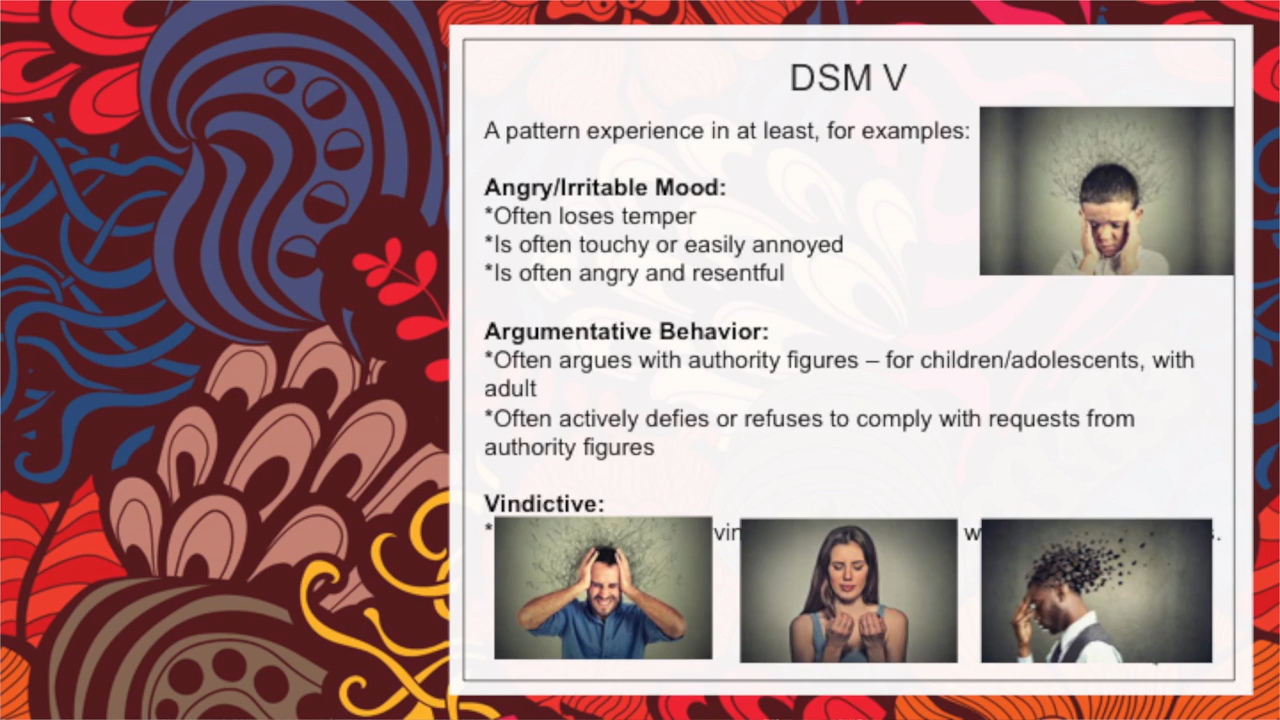 DSM V
A pattern experience in at least, for examples:
Angry/Irritable Mood:
*Often loses temper
*Is often touchy or easily annoyed
*Is often angry and resentful
Argumentative Behavior:
*Often argues with authority figures – for children/adolescents, with
adult
*Often actively defies or refuses to comply with requests from
authority figures
Vindictive:
*